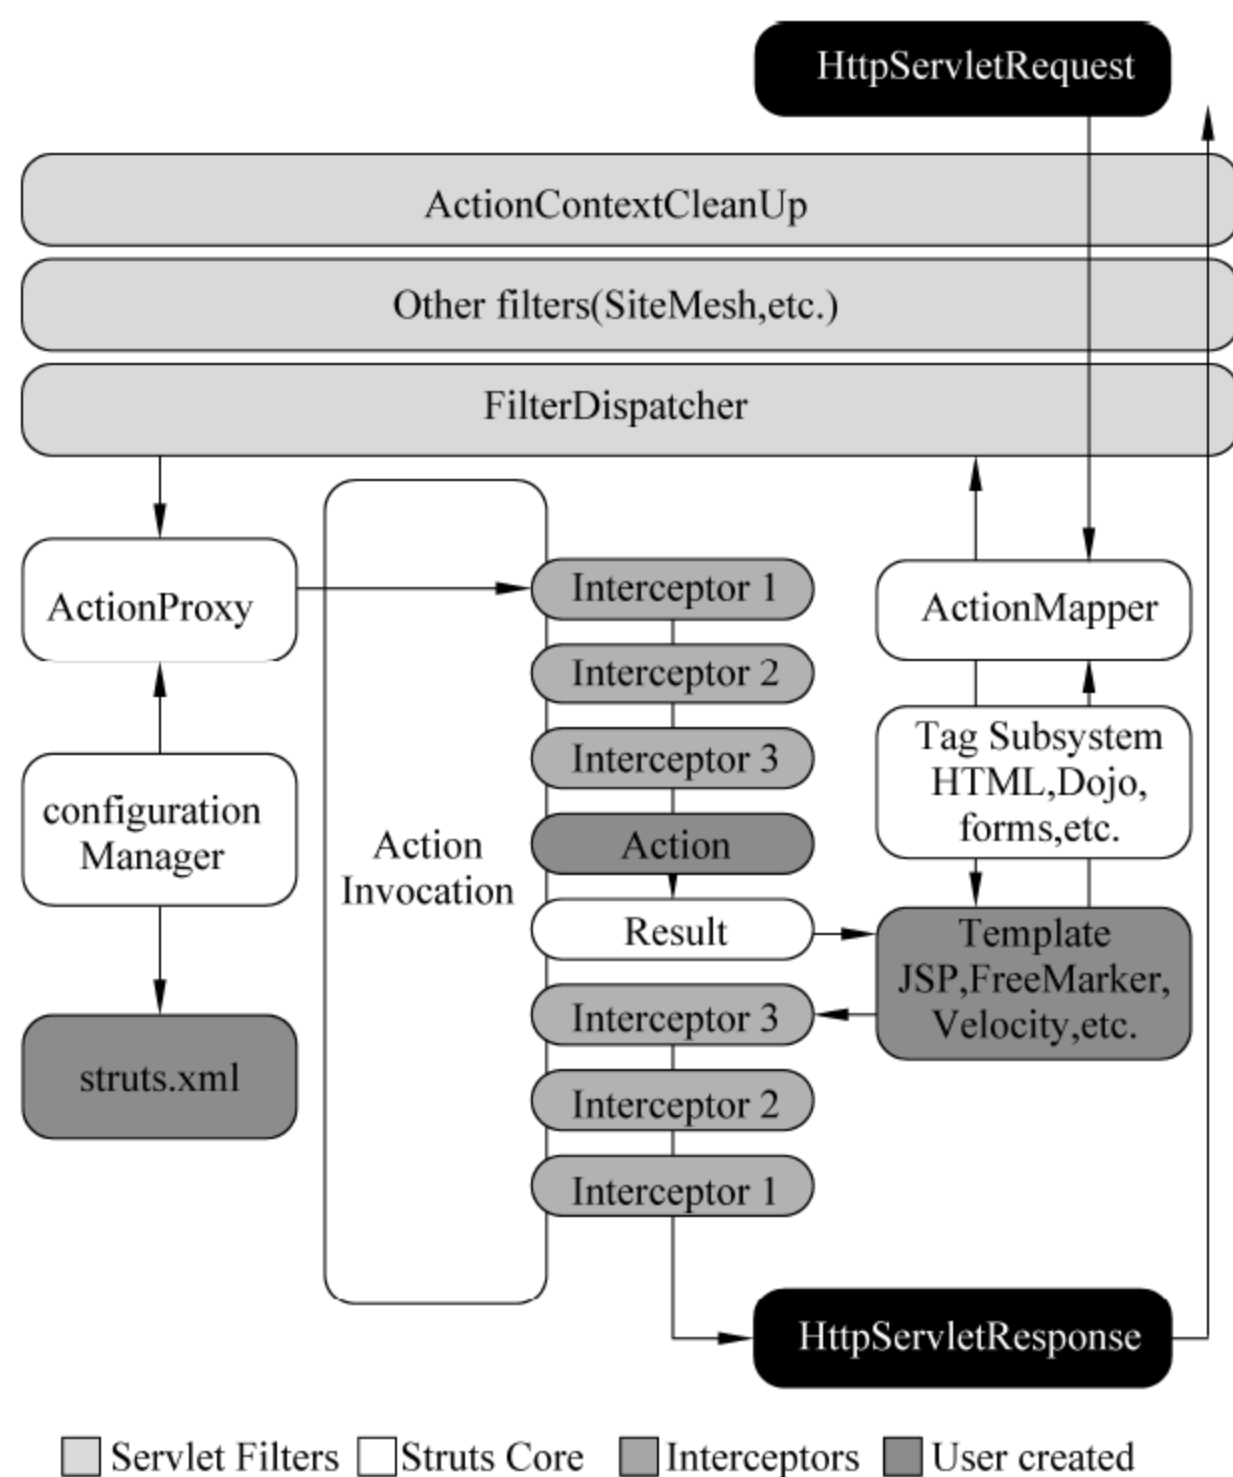 HttpServletRequest
ActionContextCleanUp
Other filters(SiteMesh,etc.)
FilterDispatcher
ActionProxy
configuration
Manager
struts.xml
Action
Invocation
Interceptor 1
Interceptor 2
Interceptor 3
Action
Result
Interceptor 3
Interceptor 2
Interceptor 1
ActionMapper
Tag Subsystem
HTML,Dojo,
forms,etc.
Template
JSP,FreeMarker,
Velocity,etc.
HttpServletResponse
Servlet Filters
Struts Core
Interceptors
User created